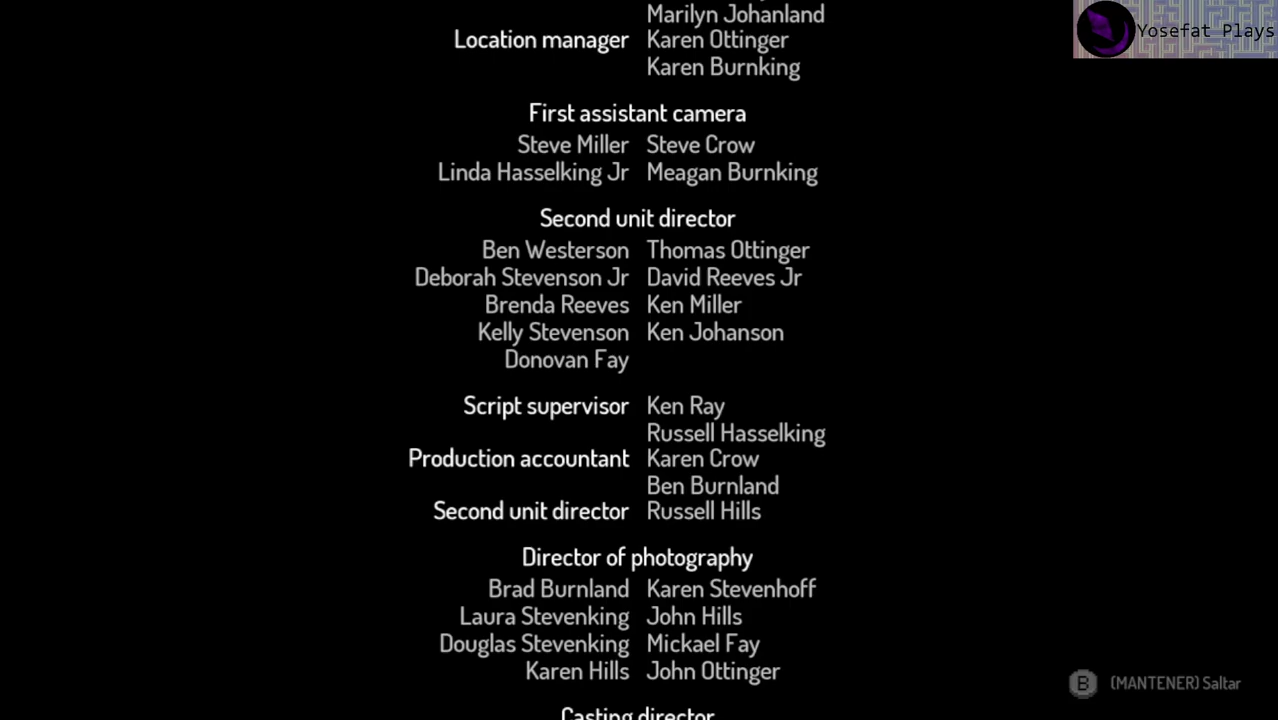 Marilyn Johanland
Location manager Karen Ottinger
Karen Burnking
First assistant camera
Steve Miller Steve Crow
Linda Hasselking Jr Meagan Burnking
Second unit director
Ben Westerson Thomas Ottinger
Deborah Stevenson Jr David Reeves Jr
Brenda Reeves Ken Miller
Kelly Stevenson Ken Johanson
Donovan Fay
Script supervisor Ken Ray
Russell Hasselking
Production accountant Karen Crow
Ben Burnland
Second unit director Russell Hills
Director of photography
Brad Burnland Karen Stevenhoff
Laura Stevenking John Hills
Douglas Stevenking Mickael Fay
Karen Hills John Ottinger
Casting director
Yosefat Plays
B (MANTENER) Saltar